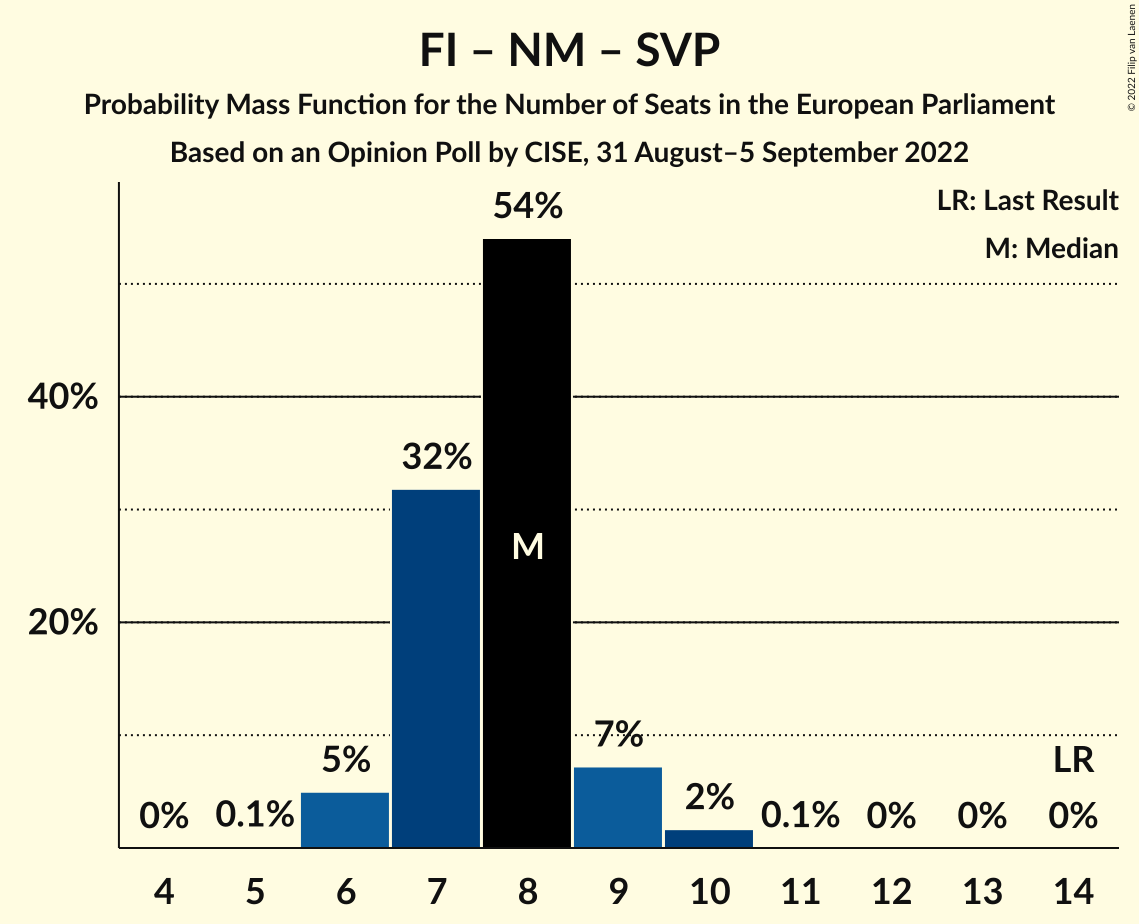 FI – NM – SVP
Probability Mass Function for the Number of Seats in the European Parliament
Based on an Opinion Poll by CISE, 31 August–5 September 2022
© 2022 Filip van Laenen
LR: Last Result
M: Median
40%
20%
0%
0.1%
5%
32%
54%
M
7%
2%
0.1%
0%
0%
LR
0%
4 5 6 7 8 9 10 11 12 13 14